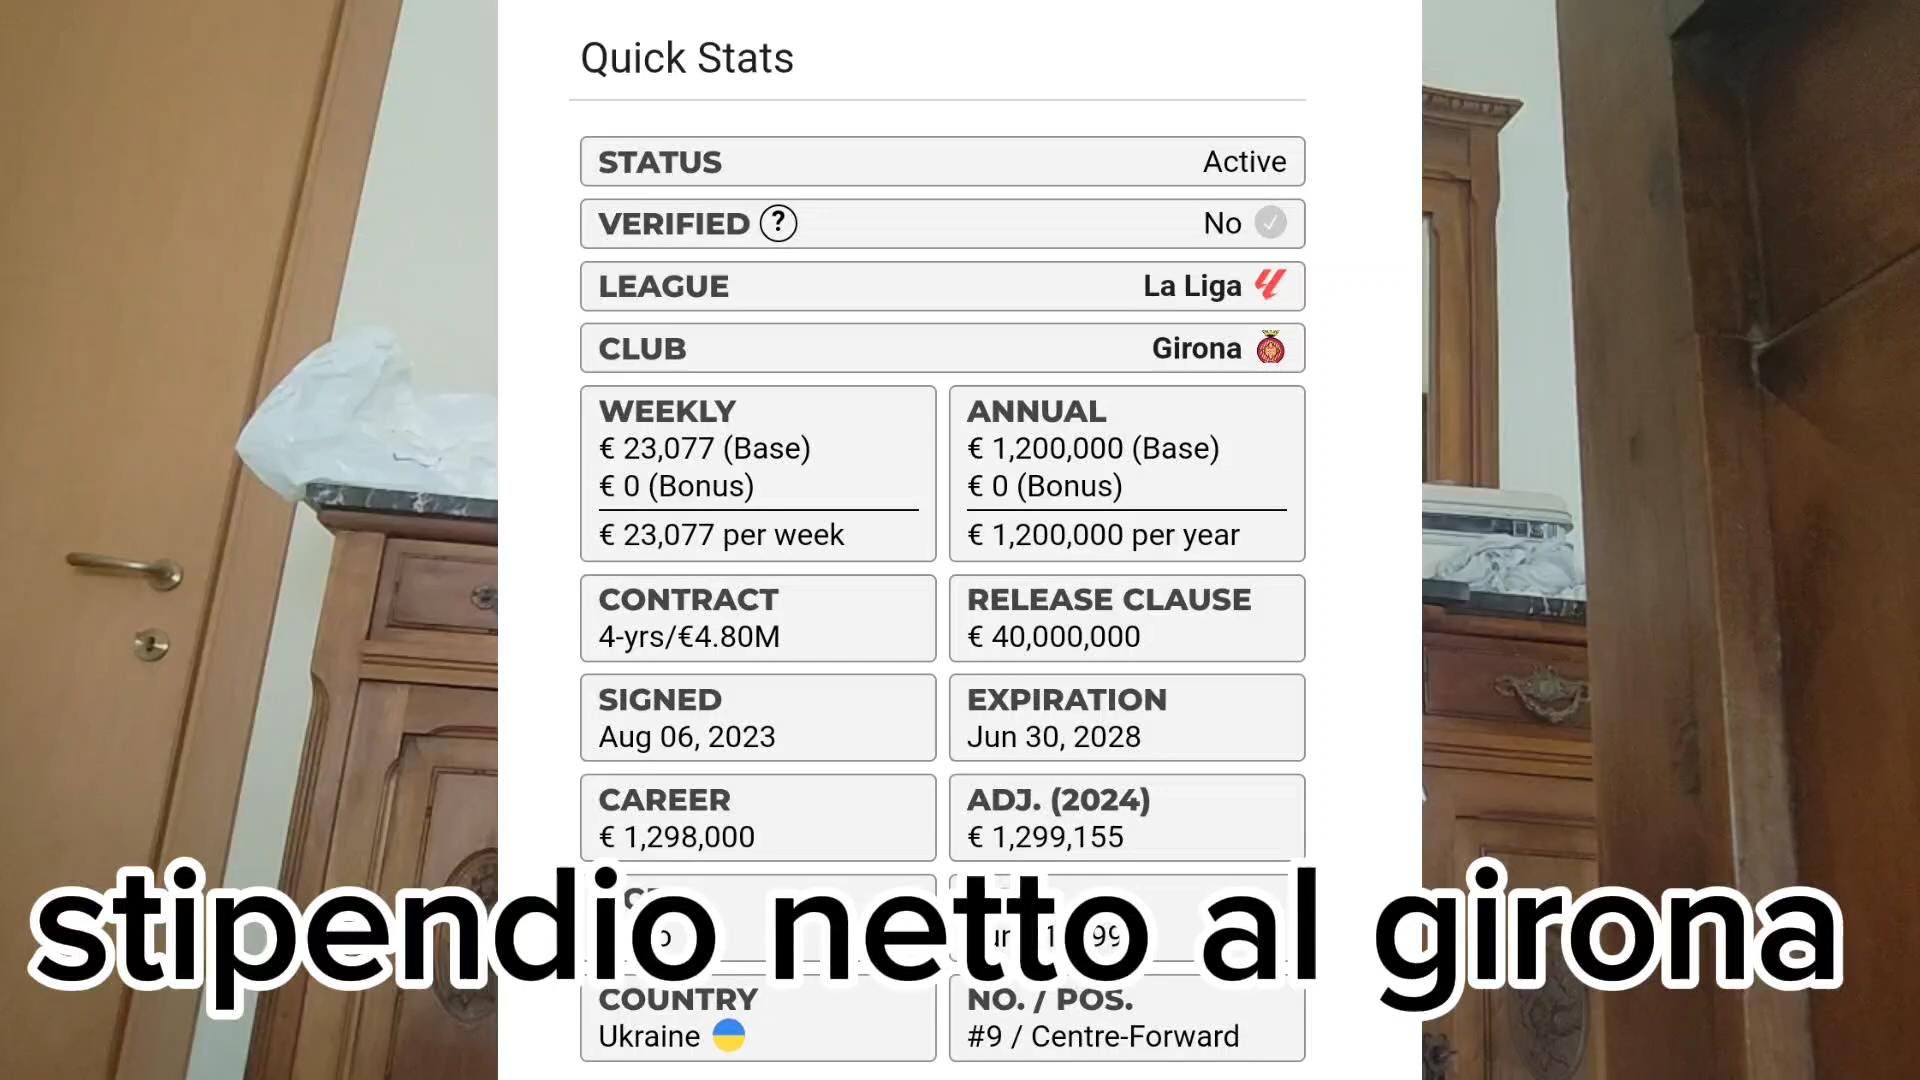 Quick Stats
STATUS Active
VERIFIED ? No
LEAGUE La Liga
CLUB Girona
WEEKLY
€ 23,077 (Base)
€ 0 (Bonus)
€ 23,077 per week
ANNUAL
€ 1,200,000 (Base)
€ 0 (Bonus)
€ 1,200,000 per year
CONTRACT
4-yrs/€4.80M
RELEASE CLAUSE
€ 40,000,000
SIGNED
Aug 06, 2023
EXPIRATION
Jun 30, 2028
CAREER
€ 1,298,000
ADJ. (2024)
€ 1,299,155
stipendio netto al girona
COUNTRY
Ukraine
NO. / POS.
#9 / Centre-Forward